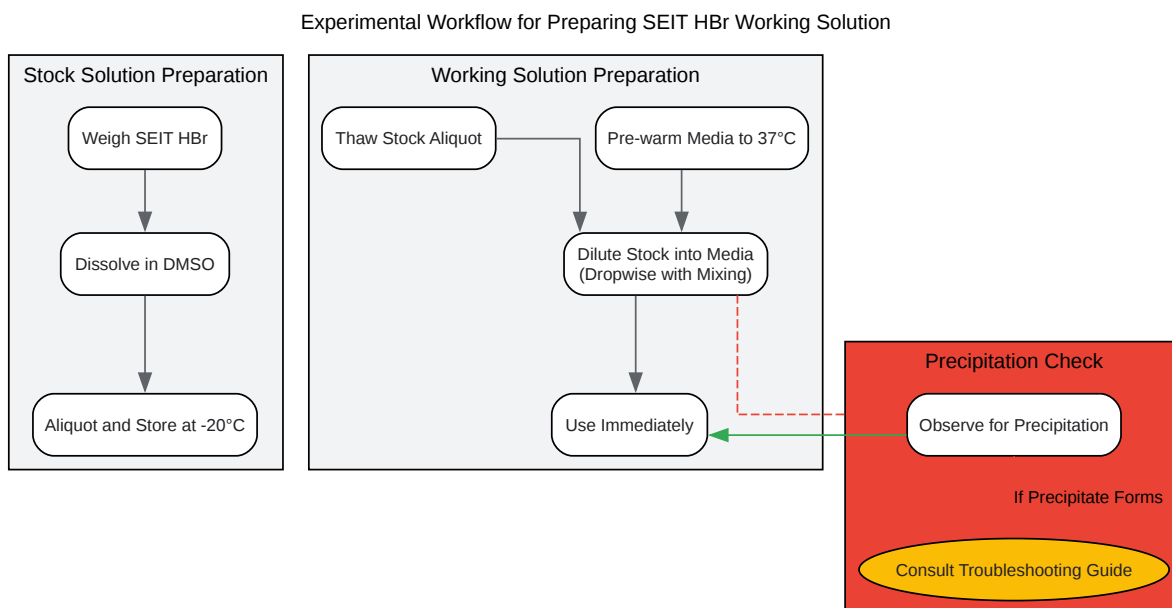 Experimental Workflow for Preparing SEIT HBr Working Solution
Stock Solution Preparation
Weigh SEIT HBr
Dissolve in DMSO
Aliquot and Store at -20°C
Working Solution Preparation
Thaw Stock Aliquot
Pre-warm Media to 37°C
Dilute Stock into Media
(Dropwise with Mixing)
Use Immediately
Precipitation Check
Observe for Precipitation
If Precipitate Forms
Consult Troubleshooting Guide